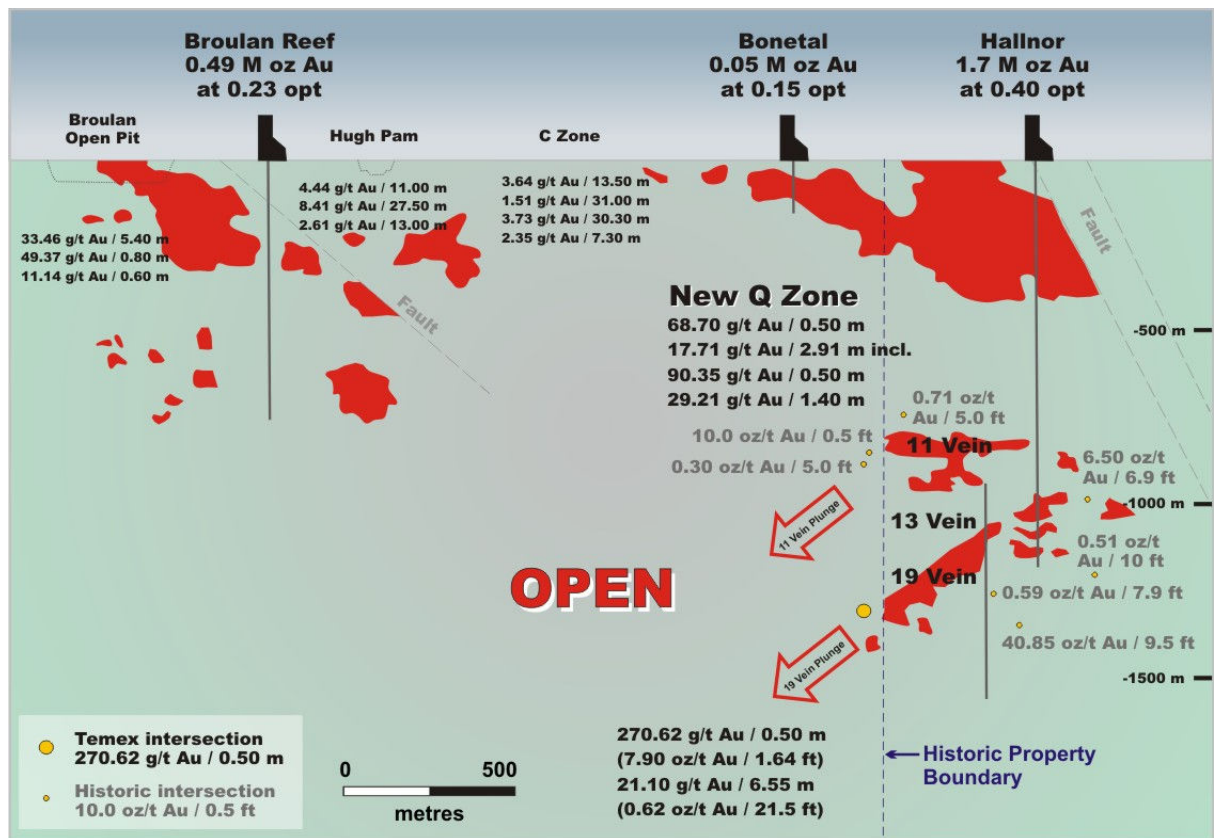 Broulan Reef
0.49 M oz Au
at 0.23 opt
Bonetal
0.05 M oz Au
at 0.15 opt
Hallnor
1.7 M oz Au
at 0.40 opt
Broulan
Open Pit
Hugh Pam
C Zone
33.46 g/t Au / 5.40 m
49.37 g/t Au / 0.80 m
11.14 g/t Au / 0.60 m
4.44 g/t Au / 11.00 m
8.41 g/t Au / 27.50 m
2.61 g/t Au / 13.00 m
3.64 g/t Au / 13.50 m
1.51 g/t Au / 31.00 m
3.73 g/t Au / 30.30 m
2.35 g/t Au / 7.30 m
Fault
Fault
New Q Zone
68.70 g/t Au / 0.50 m
17.71 g/t Au / 2.91 m incl.
90.35 g/t Au / 0.50 m
29.21 g/t Au / 1.40 m
-500 m
0.71 oz/t
Au / 5.0 ft
10.0 oz/t Au / 0.5 ft
0.30 oz/t Au / 5.0 ft
11 Vein
6.50 oz/t
Au / 6.9 ft
-1000 m
11 Vein Plunge
13 Vein
0.51 oz/t
Au / 10 ft
OPEN
19 Vein
0.59 oz/t Au / 7.9 ft
40.85 oz/t Au / 9.5 ft
19 Vein Plunge
-1500 m
270.62 g/t Au / 0.50 m
(7.90 oz/t Au / 1.64 ft)
21.10 g/t Au / 6.55 m
(0.62 oz/t Au / 21.5 ft)
Historic Property
Boundary
Temex intersection
270.62 g/t Au / 0.50 m
Historic intersection
10.0 oz/t Au / 0.5 ft
0 500
metres